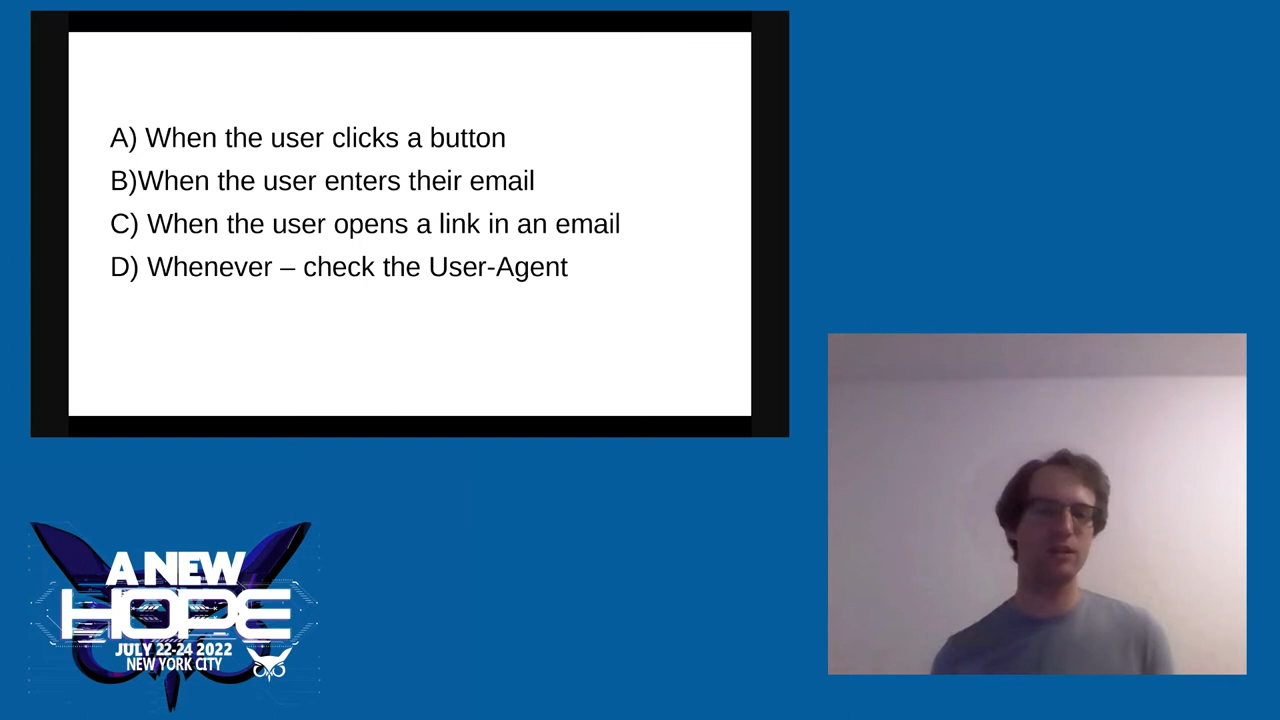 A) When the user clicks a button
B)When the user enters their email
C) When the user opens a link in an email
D) Whenever – check the User-Agent
A NEW
HOPE
JULY 22-24 2022
NEW YORK CITY